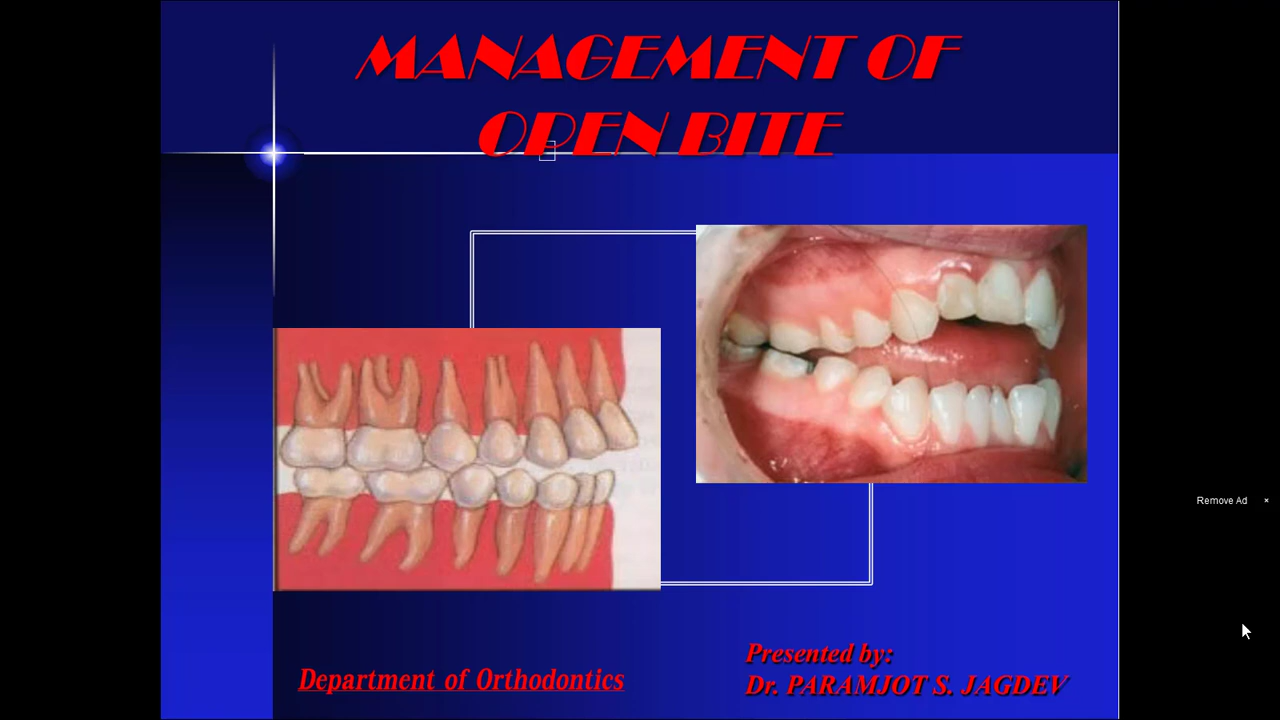 MANAGEMENT OF
OPEN BITE
Remove Ad ×
Department of Orthodontics
Presented by:
Dr. PARAMJOT S. JAGDEV